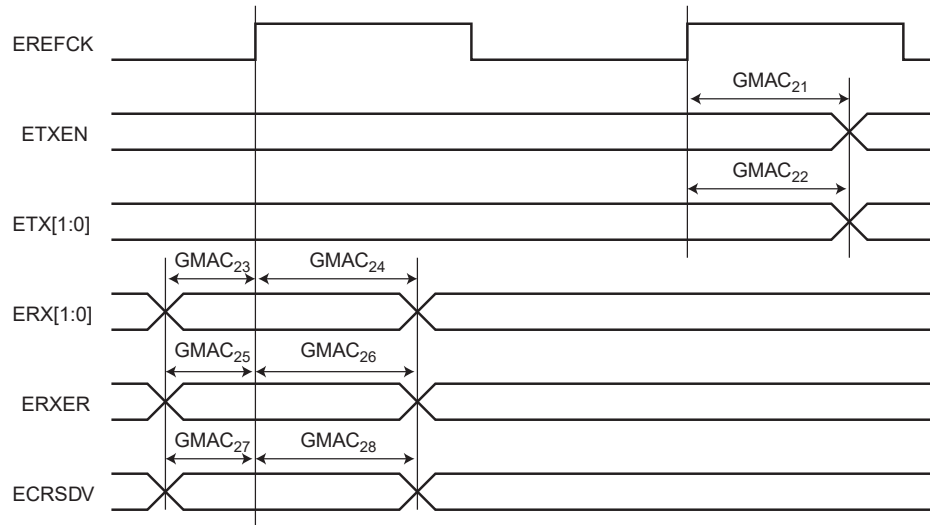 EREFCK
GMAC21
ETXEN
GMAC22
ETX[1:0]
GMAC23 GMAC24
ERX[1:0]
GMAC25 GMAC26
ERXER
GMAC27 GMAC28
ECRSDV